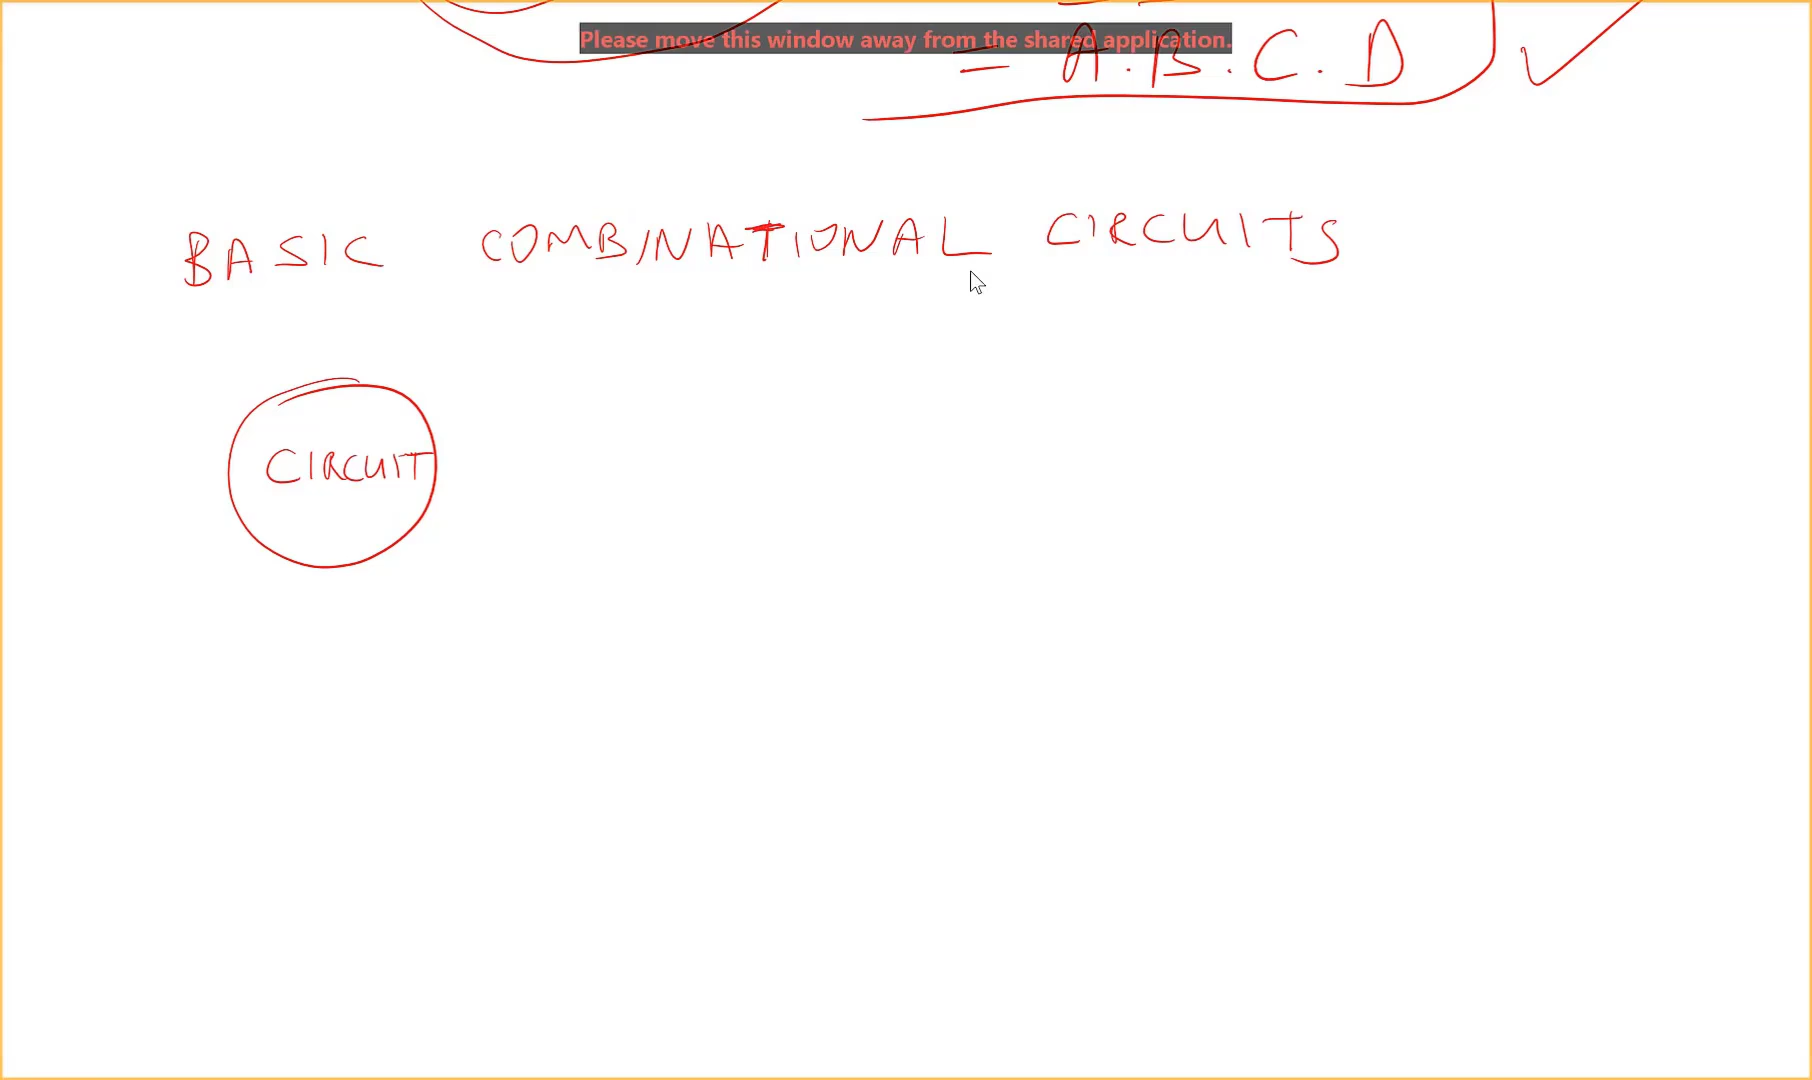 Please move this window away from the shared application.
= A.B.C.D
BASIC COMBINATIONAL CIRCUITS
CIRCUIT